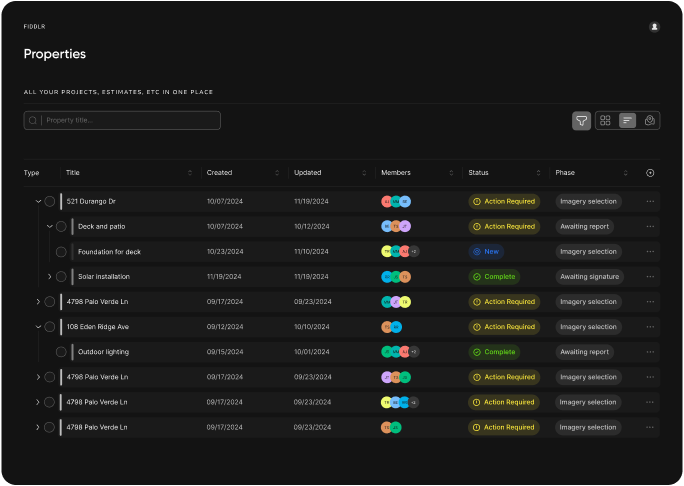 FIDDLR
Properties
ALL YOUR PROJECTS, ESTIMATES, ETC IN ONE PLACE
Property title...
Type Title Created Updated Members Status Phase
521 Durango Dr 10/07/2024 11/19/2024 Action Required Imagery selection
Deck and patio 10/07/2024 10/12/2024 Action Required Awaiting report
Foundation for deck 10/23/2024 11/10/2024 +2 New Imagery selection
Solar installation 11/19/2024 11/19/2024 Complete Awaiting signature
4798 Palo Verde Ln 09/17/2024 09/23/2024 Action Required Imagery selection
108 Eden Ridge Ave 09/12/2024 10/10/2024 Action Required Imagery selection
Outdoor lighting 09/15/2024 10/01/2024 +2 Complete Awaiting report
4798 Palo Verde Ln 09/17/2024 09/23/2024 Action Required Imagery selection
4798 Palo Verde Ln 09/17/2024 09/23/2024 +2 Action Required Imagery selection
4798 Palo Verde Ln 09/17/2024 09/23/2024 Action Required Imagery selection